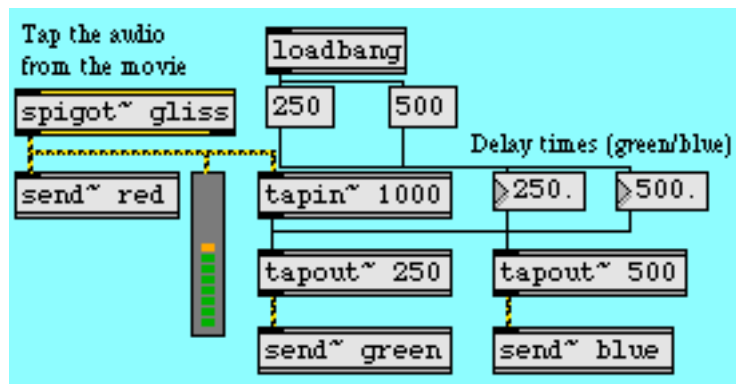 Tap the audio
from the movie
loadbang
spigot~ gliss
250
500
Delay times (green/blue)
send~ red
tapin~ 1000
250.
500.
tapout~ 250
tapout~ 500
send~ green
send~ blue